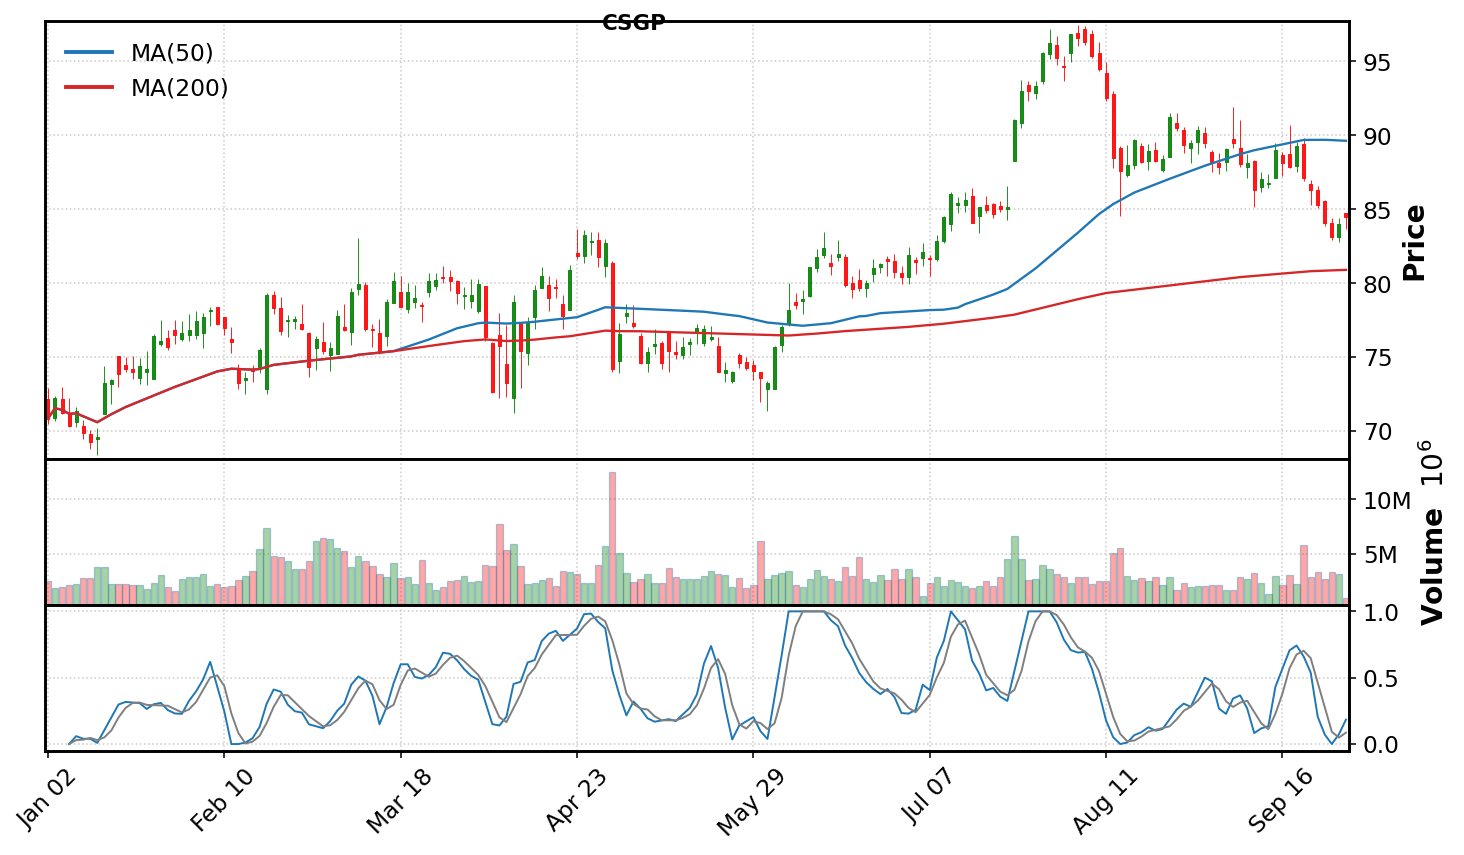 CSGP
MA(50)
MA(200)
95
90
85
80
75
70
Price
10M
5M
Volume 10^6
1.0
0.5
0.0
Jan 02
Feb 10
Mar 18
Apr 23
May 29
Jul 07
Aug 11
Sep 16